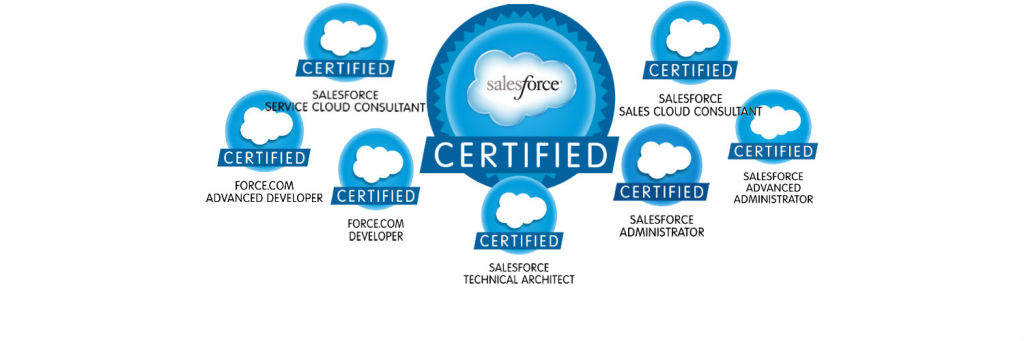 CERTIFIED
SALESFORCE
SERVICE CLOUD CONSULTANT
salesforce
CERTIFIED
CERTIFIED
SALESFORCE
SALES CLOUD CONSULTANT
CERTIFIED
FORCE.COM
ADVANCED DEVELOPER
CERTIFIED
FORCE.COM
DEVELOPER
CERTIFIED
SALESFORCE
TECHNICAL ARCHITECT
CERTIFIED
SALESFORCE
ADMINISTRATOR
CERTIFIED
SALESFORCE
ADVANCED
ADMINISTRATOR